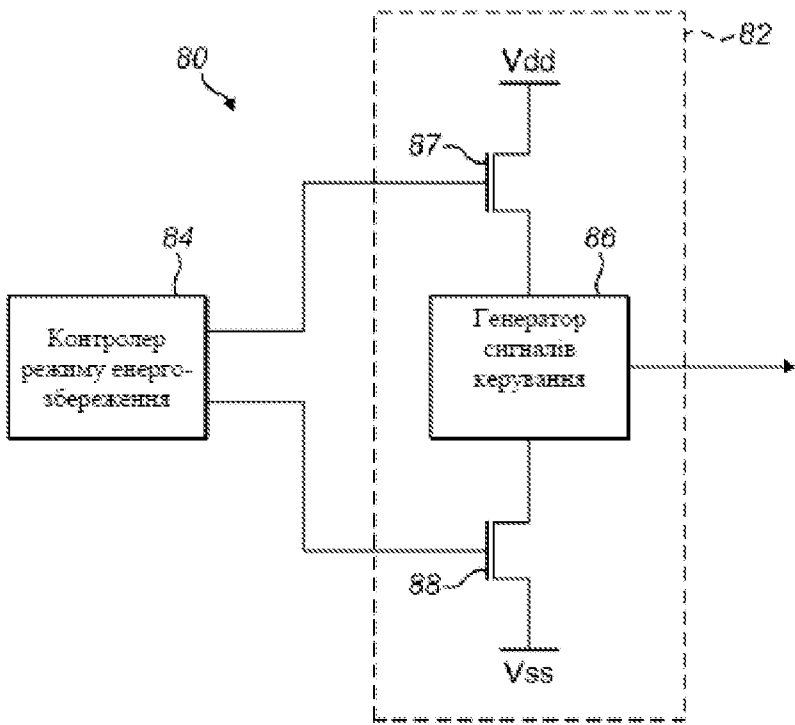 82
80
Vdd
87
84
86
Контролер
режиму енерго-
збереження
Генератор
сигналів
керування
88
Vss